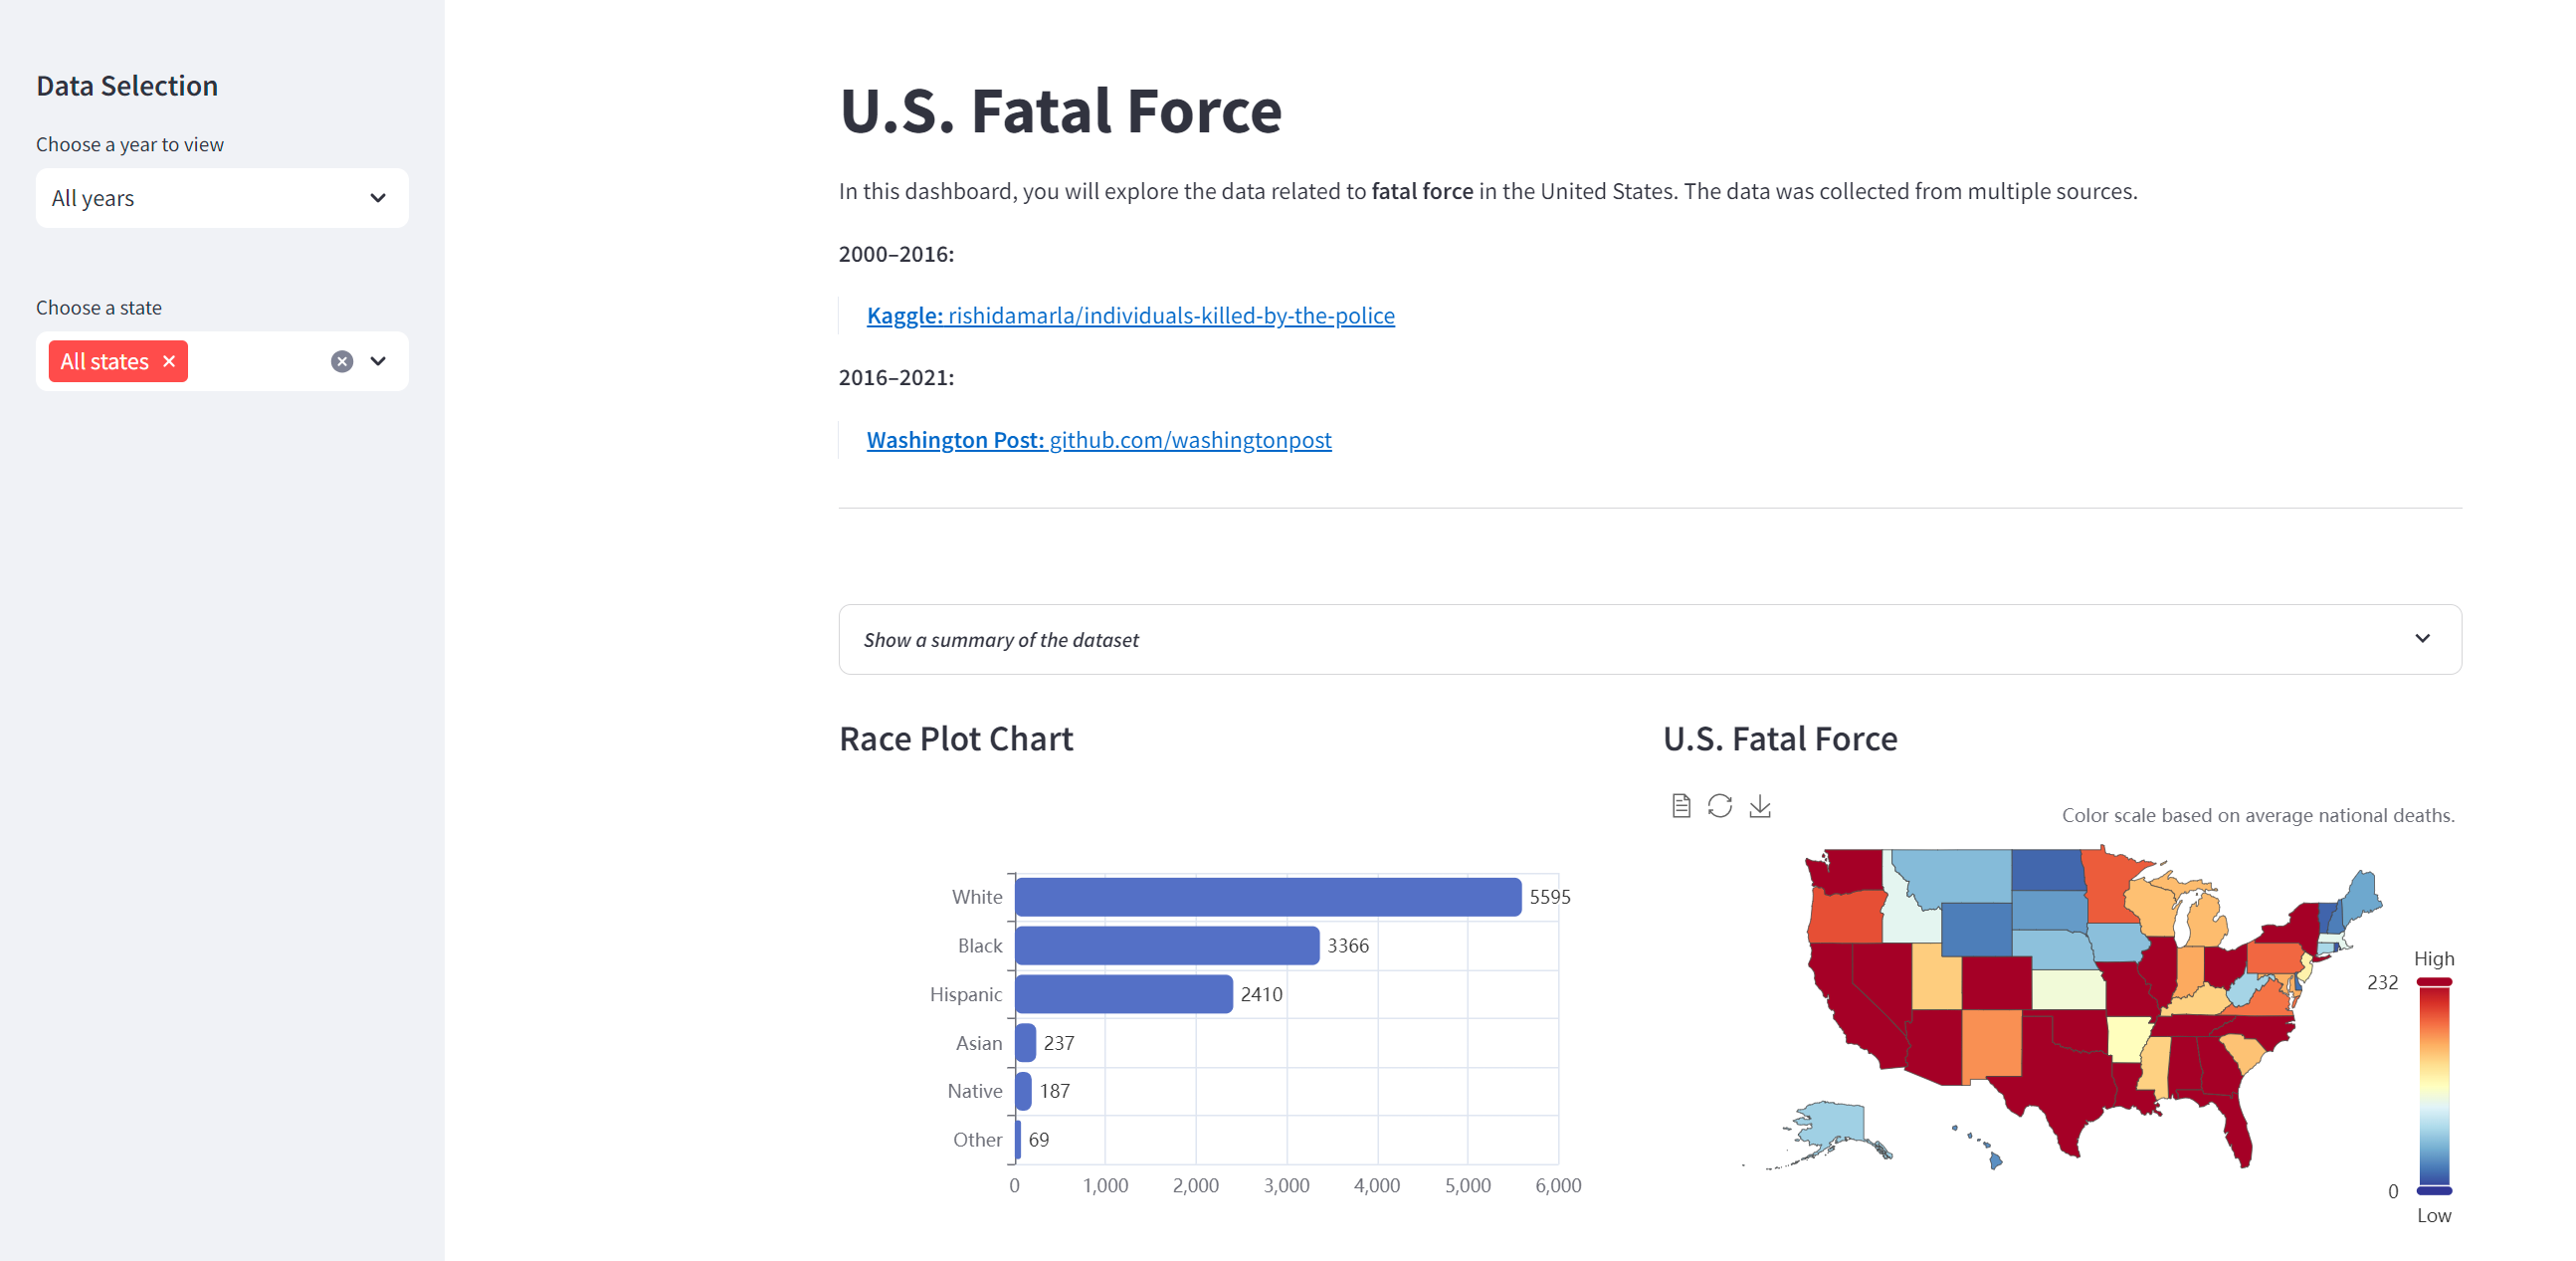 Data Selection
Choose a year to view
All years
Choose a state
All states
U.S. Fatal Force
In this dashboard, you will explore the data related to fatal force in the United States. The data was collected from multiple sources.
2000–2016:
Kaggle: rishidamarla/individuals-killed-by-the-police
2016–2021:
Washington Post: github.com/washingtonpost
Show a summary of the dataset
Race Plot Chart
White 5595
Black 3366
Hispanic 2410
Asian 237
Native 187
Other 69
0 1,000 2,000 3,000 4,000 5,000 6,000
U.S. Fatal Force
Color scale based on average national deaths.
High
232
0
Low